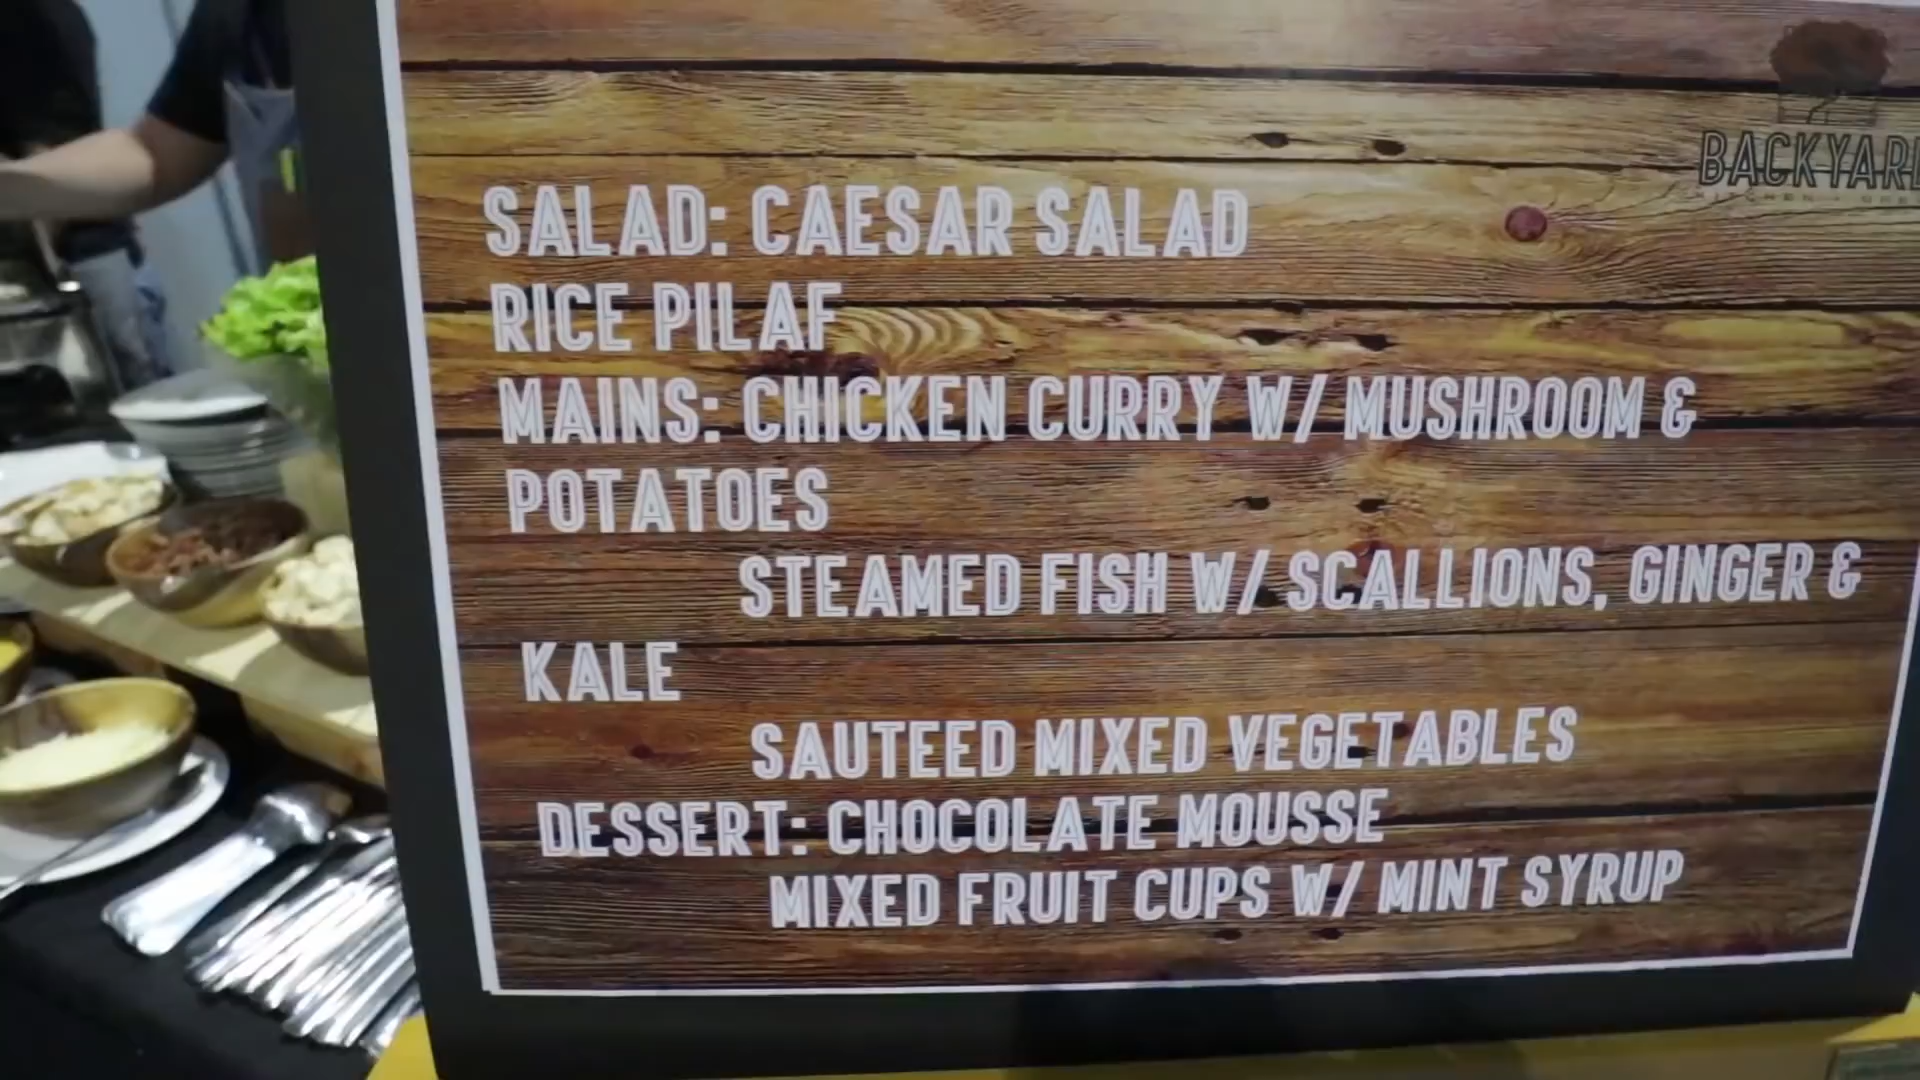 BACKYARD
SALAD: CAESAR SALAD
RICE PILAF
MAINS: CHICKEN CURRY W/ MUSHROOM &
POTATOES
STEAMED FISH W/ SCALLIONS, GINGER &
KALE
SAUTEED MIXED VEGETABLES
DESSERT: CHOCOLATE MOUSSE
MIXED FRUIT CUPS W/ MINT SYRUP